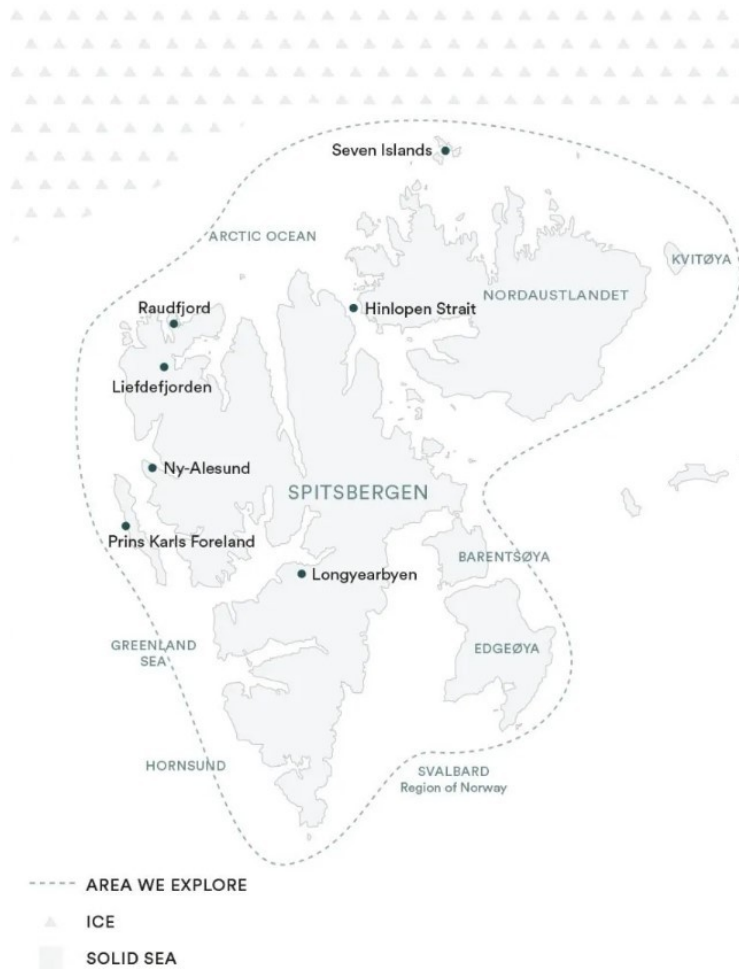 Seven Islands
ARCTIC OCEAN
KVITØYA
NORDAUSTLANDET
Raudfjord
Hinlopen Strait
Liefdefjorden
Ny-Alesund
SPITSBERGEN
Prins Karls Foreland
BARENTSØYA
Longyearbyen
GREENLAND
SEA
EDGEØYA
HORNSUND
SVALBARD
Region of Norway
AREA WE EXPLORE
ICE
SOLID SEA